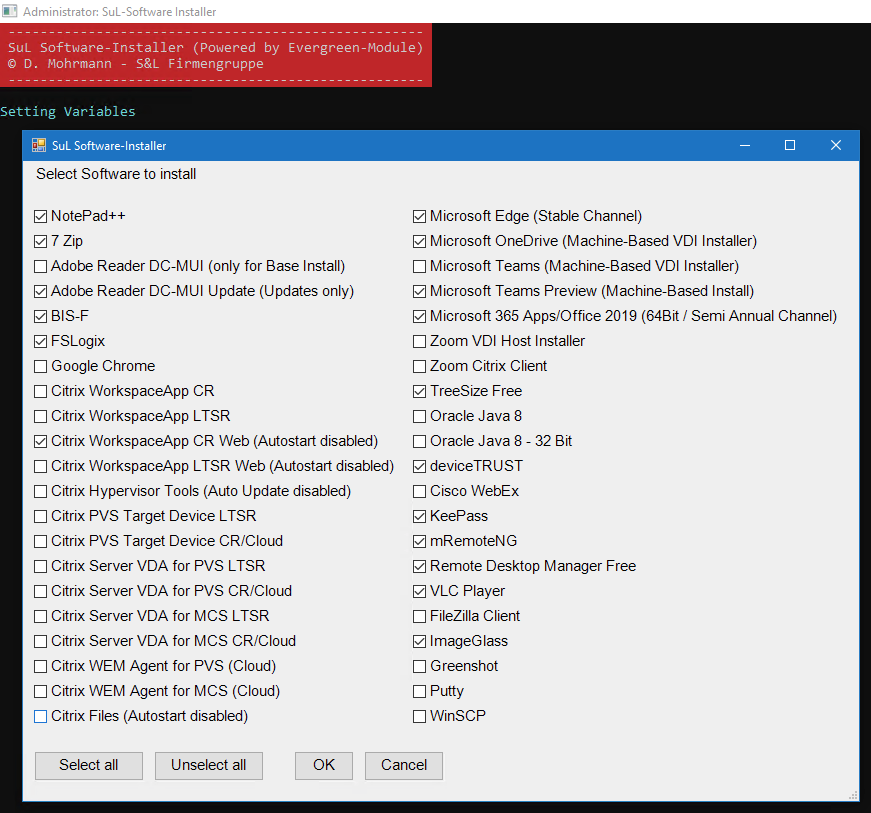 Administrator: SuL-Software Installer
----------------------------------------------------
SuL Software-Installer (Powered by Evergreen-Module)
© D. Mohrmann - S&L Firmengruppe
----------------------------------------------------
Setting Variables
SuL Software-Installer
Select Software to install
NotePad++
7 Zip
Adobe Reader DC-MUI (only for Base Install)
Adobe Reader DC-MUI Update (Updates only)
BIS-F
FSLogix
Google Chrome
Citrix WorkspaceApp CR
Citrix WorkspaceApp LTSR
Citrix WorkspaceApp CR Web (Autostart disabled)
Citrix WorkspaceApp LTSR Web (Autostart disabled)
Citrix Hypervisor Tools (Auto Update disabled)
Citrix PVS Target Device LTSR
Citrix PVS Target Device CR/Cloud
Citrix Server VDA for PVS LTSR
Citrix Server VDA for PVS CR/Cloud
Citrix Server VDA for MCS LTSR
Citrix Server VDA for MCS CR/Cloud
Citrix WEM Agent for PVS (Cloud)
Citrix WEM Agent for MCS (Cloud)
Citrix Files (Autostart disabled)
Microsoft Edge (Stable Channel)
Microsoft OneDrive (Machine-Based VDI Installer)
Microsoft Teams (Machine-Based VDI Installer)
Microsoft Teams Preview (Machine-Based Install)
Microsoft 365 Apps/Office 2019 (64Bit / Semi Annual Channel)
Zoom VDI Host Installer
Zoom Citrix Client
TreeSize Free
Oracle Java 8
Oracle Java 8 - 32 Bit
deviceTRUST
Cisco WebEx
KeePass
mRemoteNG
Remote Desktop Manager Free
VLC Player
FileZilla Client
ImageGlass
Greenshot
Putty
WinSCP
Select all
Unselect all
OK
Cancel